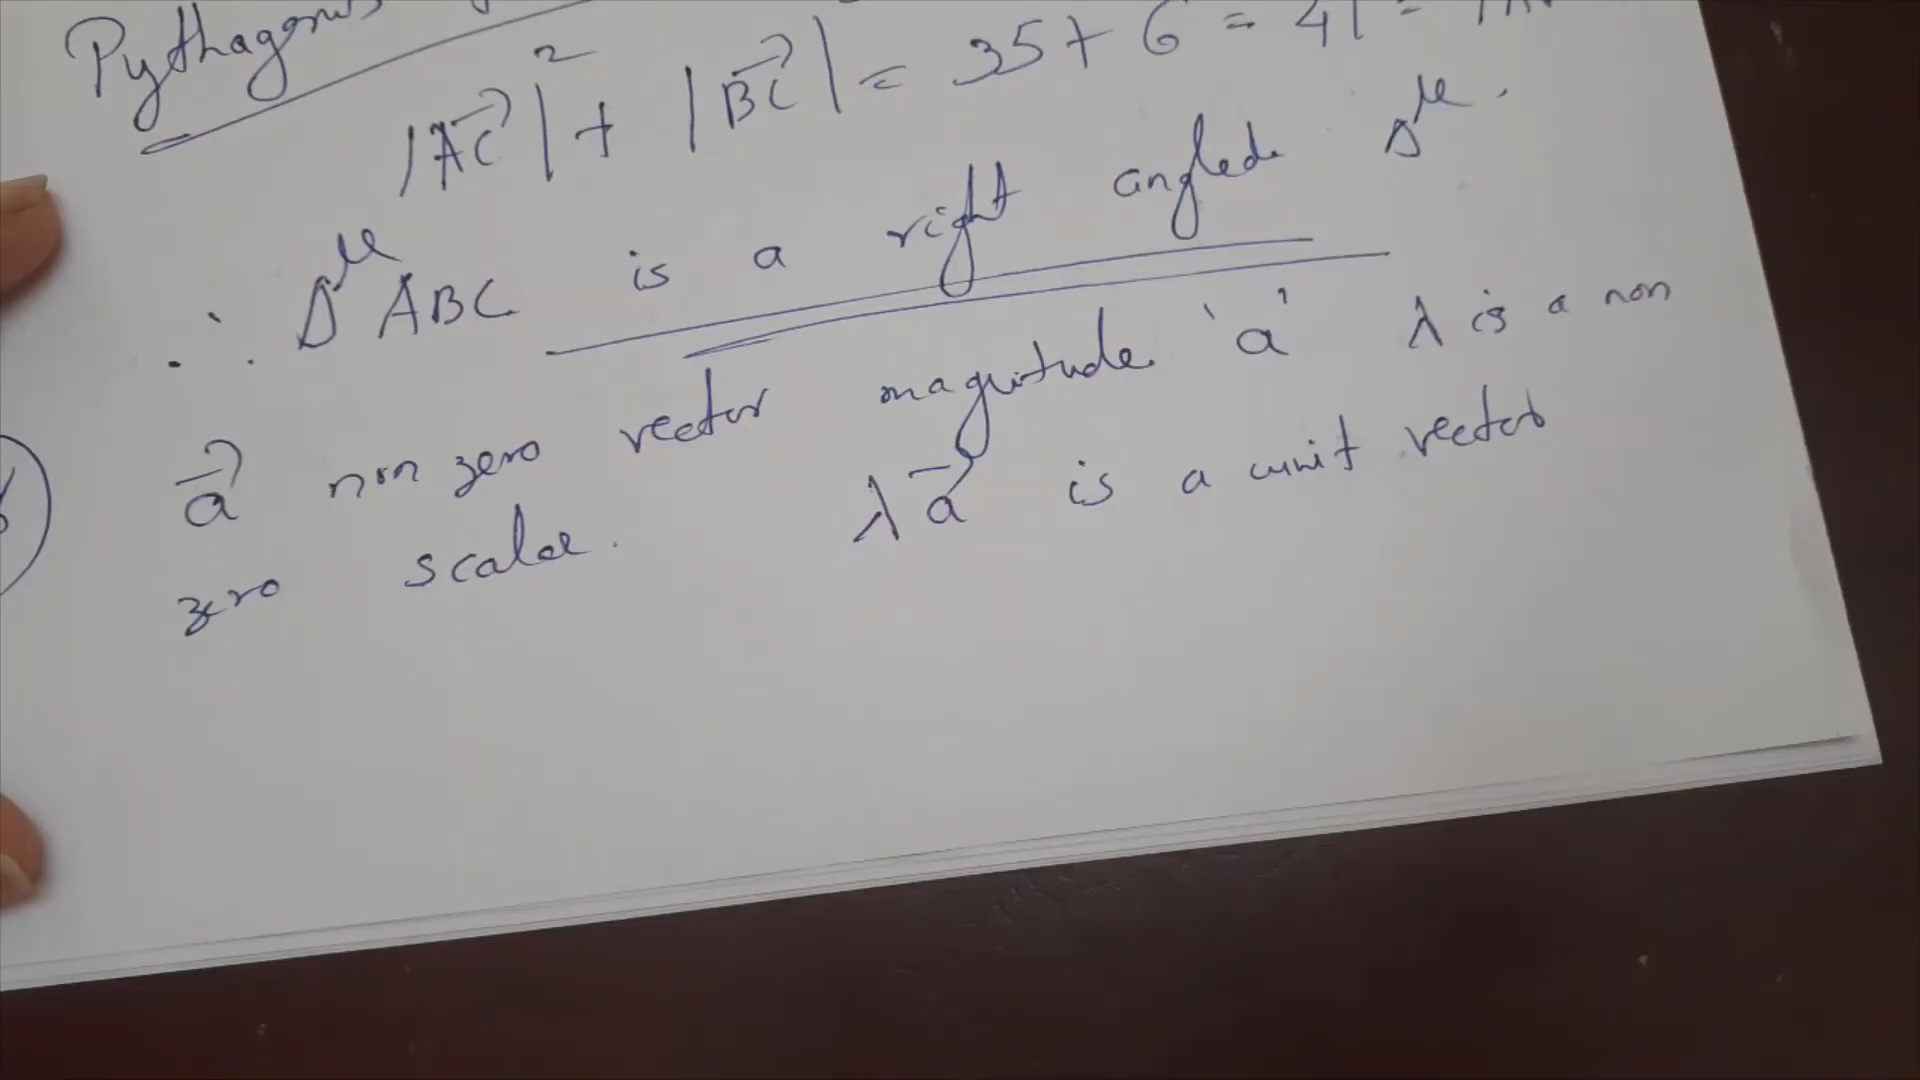 Pythagoras
|AC⃗|² + |BC⃗| = 35 + 6 = 41 =
∴ Δle ABC is a right angled Δle.
a⃗ non zero vector magnitude 'a' λ is a non
zero scalar. λa⃗ is a unit vector